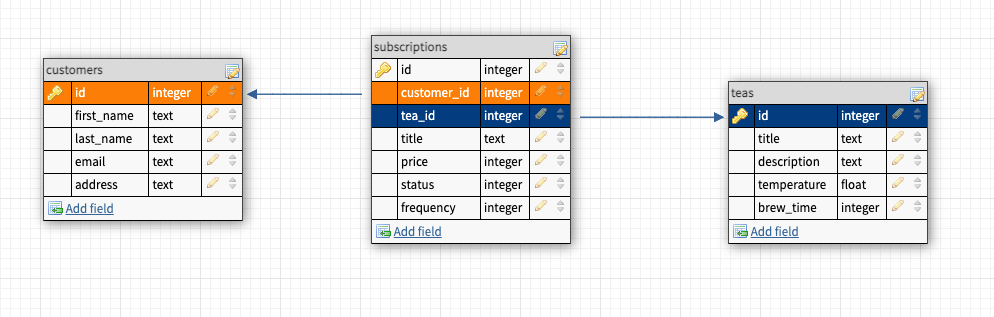 customers
id integer
first_name text
last_name text
email text
address text
Add field
subscriptions
id integer
customer_id integer
tea_id integer
title text
price integer
status integer
frequency integer
Add field
teas
id integer
title text
description text
temperature float
brew_time integer
Add field